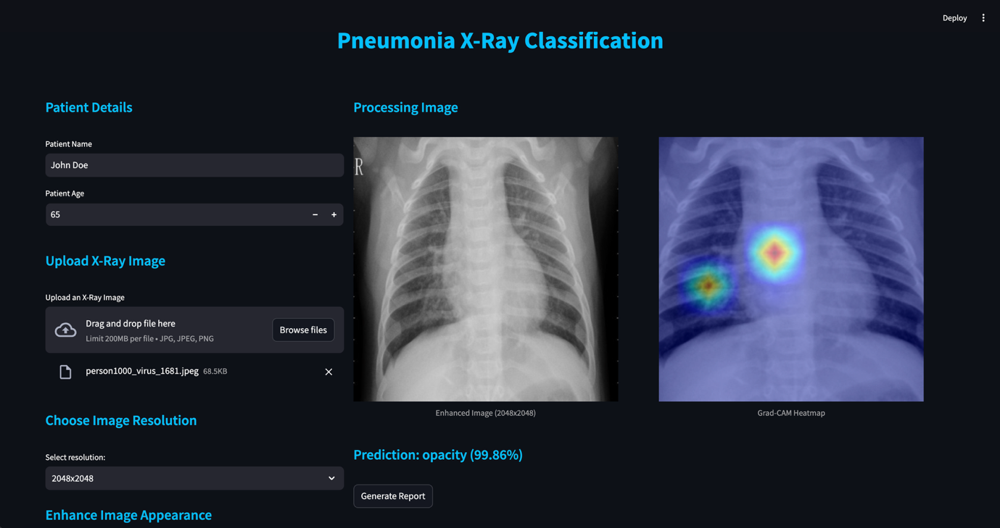 Deploy
Pneumonia X-Ray Classification
Patient Details
Patient Name
John Doe
Patient Age
65
Upload X-Ray Image
Upload an X-Ray Image
Drag and drop file here
Limit 200MB per file • JPG, JPEG, PNG
Browse files
person1000_virus_1681.jpeg 68.5KB
Choose Image Resolution
Select resolution:
2048x2048
Enhance Image Appearance
Processing Image
R
Enhanced Image (2048x2048)
Grad-CAM Heatmap
Prediction: opacity (99.86%)
Generate Report